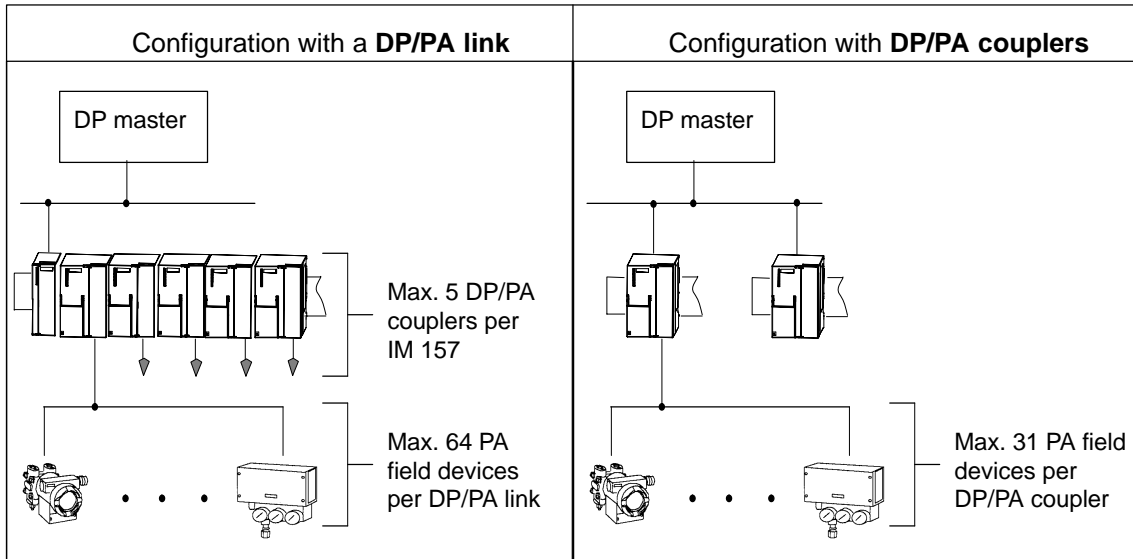 Configuration with a DP/PA link
Configuration with DP/PA couplers
DP master
DP master
Max. 5 DP/PA
couplers per
IM 157
Max. 64 PA
field devices
per DP/PA link
Max. 31 PA field
devices per
DP/PA coupler